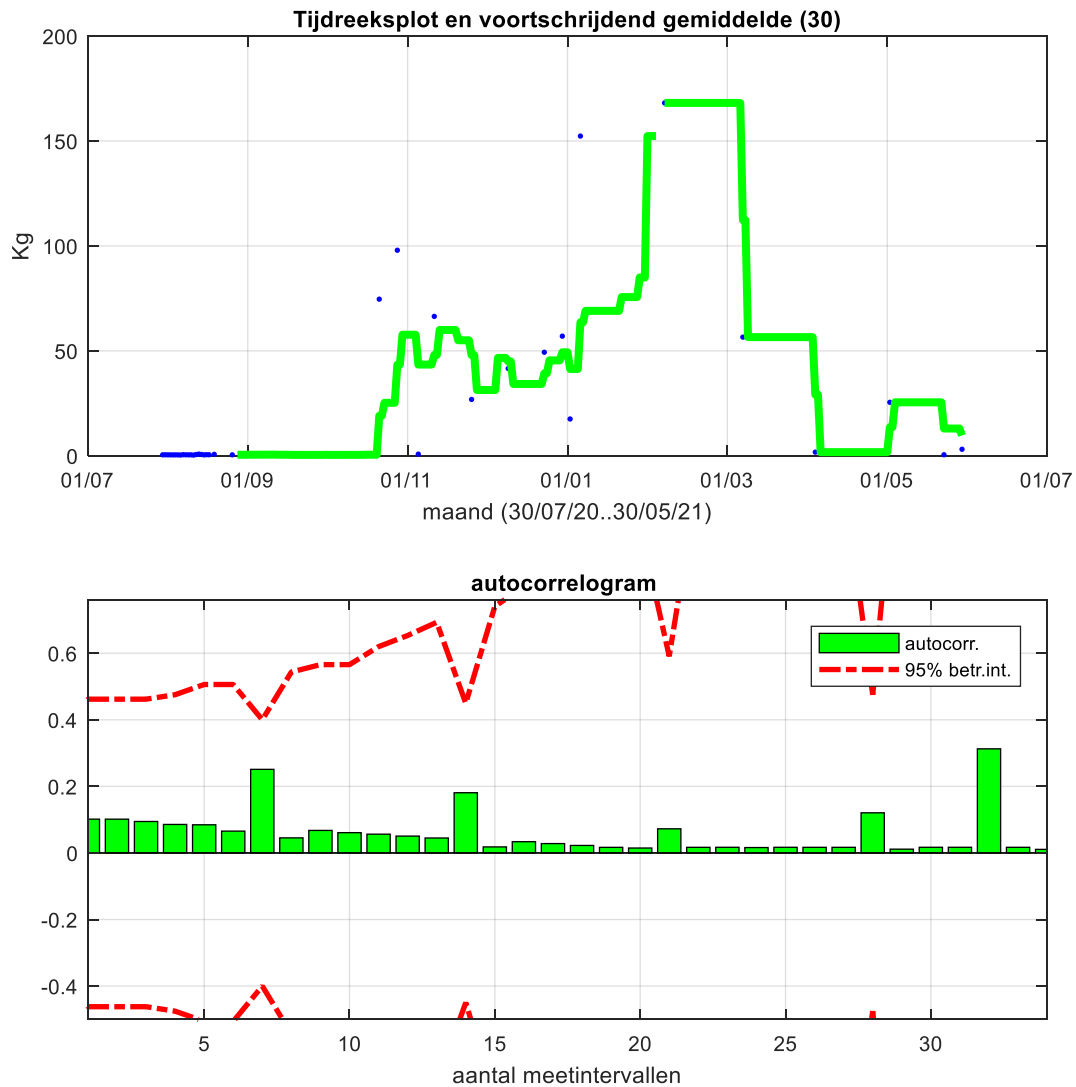 Tijdreeksplot en voortschrijdend gemiddelde (30)
200
150
100
50
0
Kg
01/07 01/09 01/11 01/01 01/03 01/05 01/07
maand (30/07/20..30/05/21)
autocorrelogram
0.6
0.4
0.2
0
-0.2
-0.4
autocorr.
95% betr.int.
5 10 15 20 25 30
aantal meetintervallen